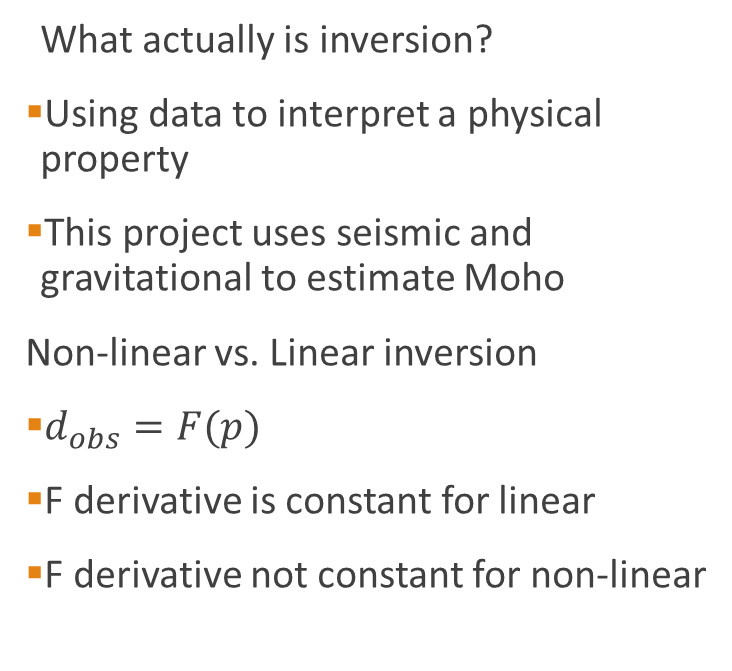 What actually is inversion?
▪Using data to interpret a physical
property
▪This project uses seismic and
gravitational to estimate Moho
Non-linear vs. Linear inversion
▪$d_{obs} = F(p)$
▪F derivative is constant for linear
▪F derivative not constant for non-linear